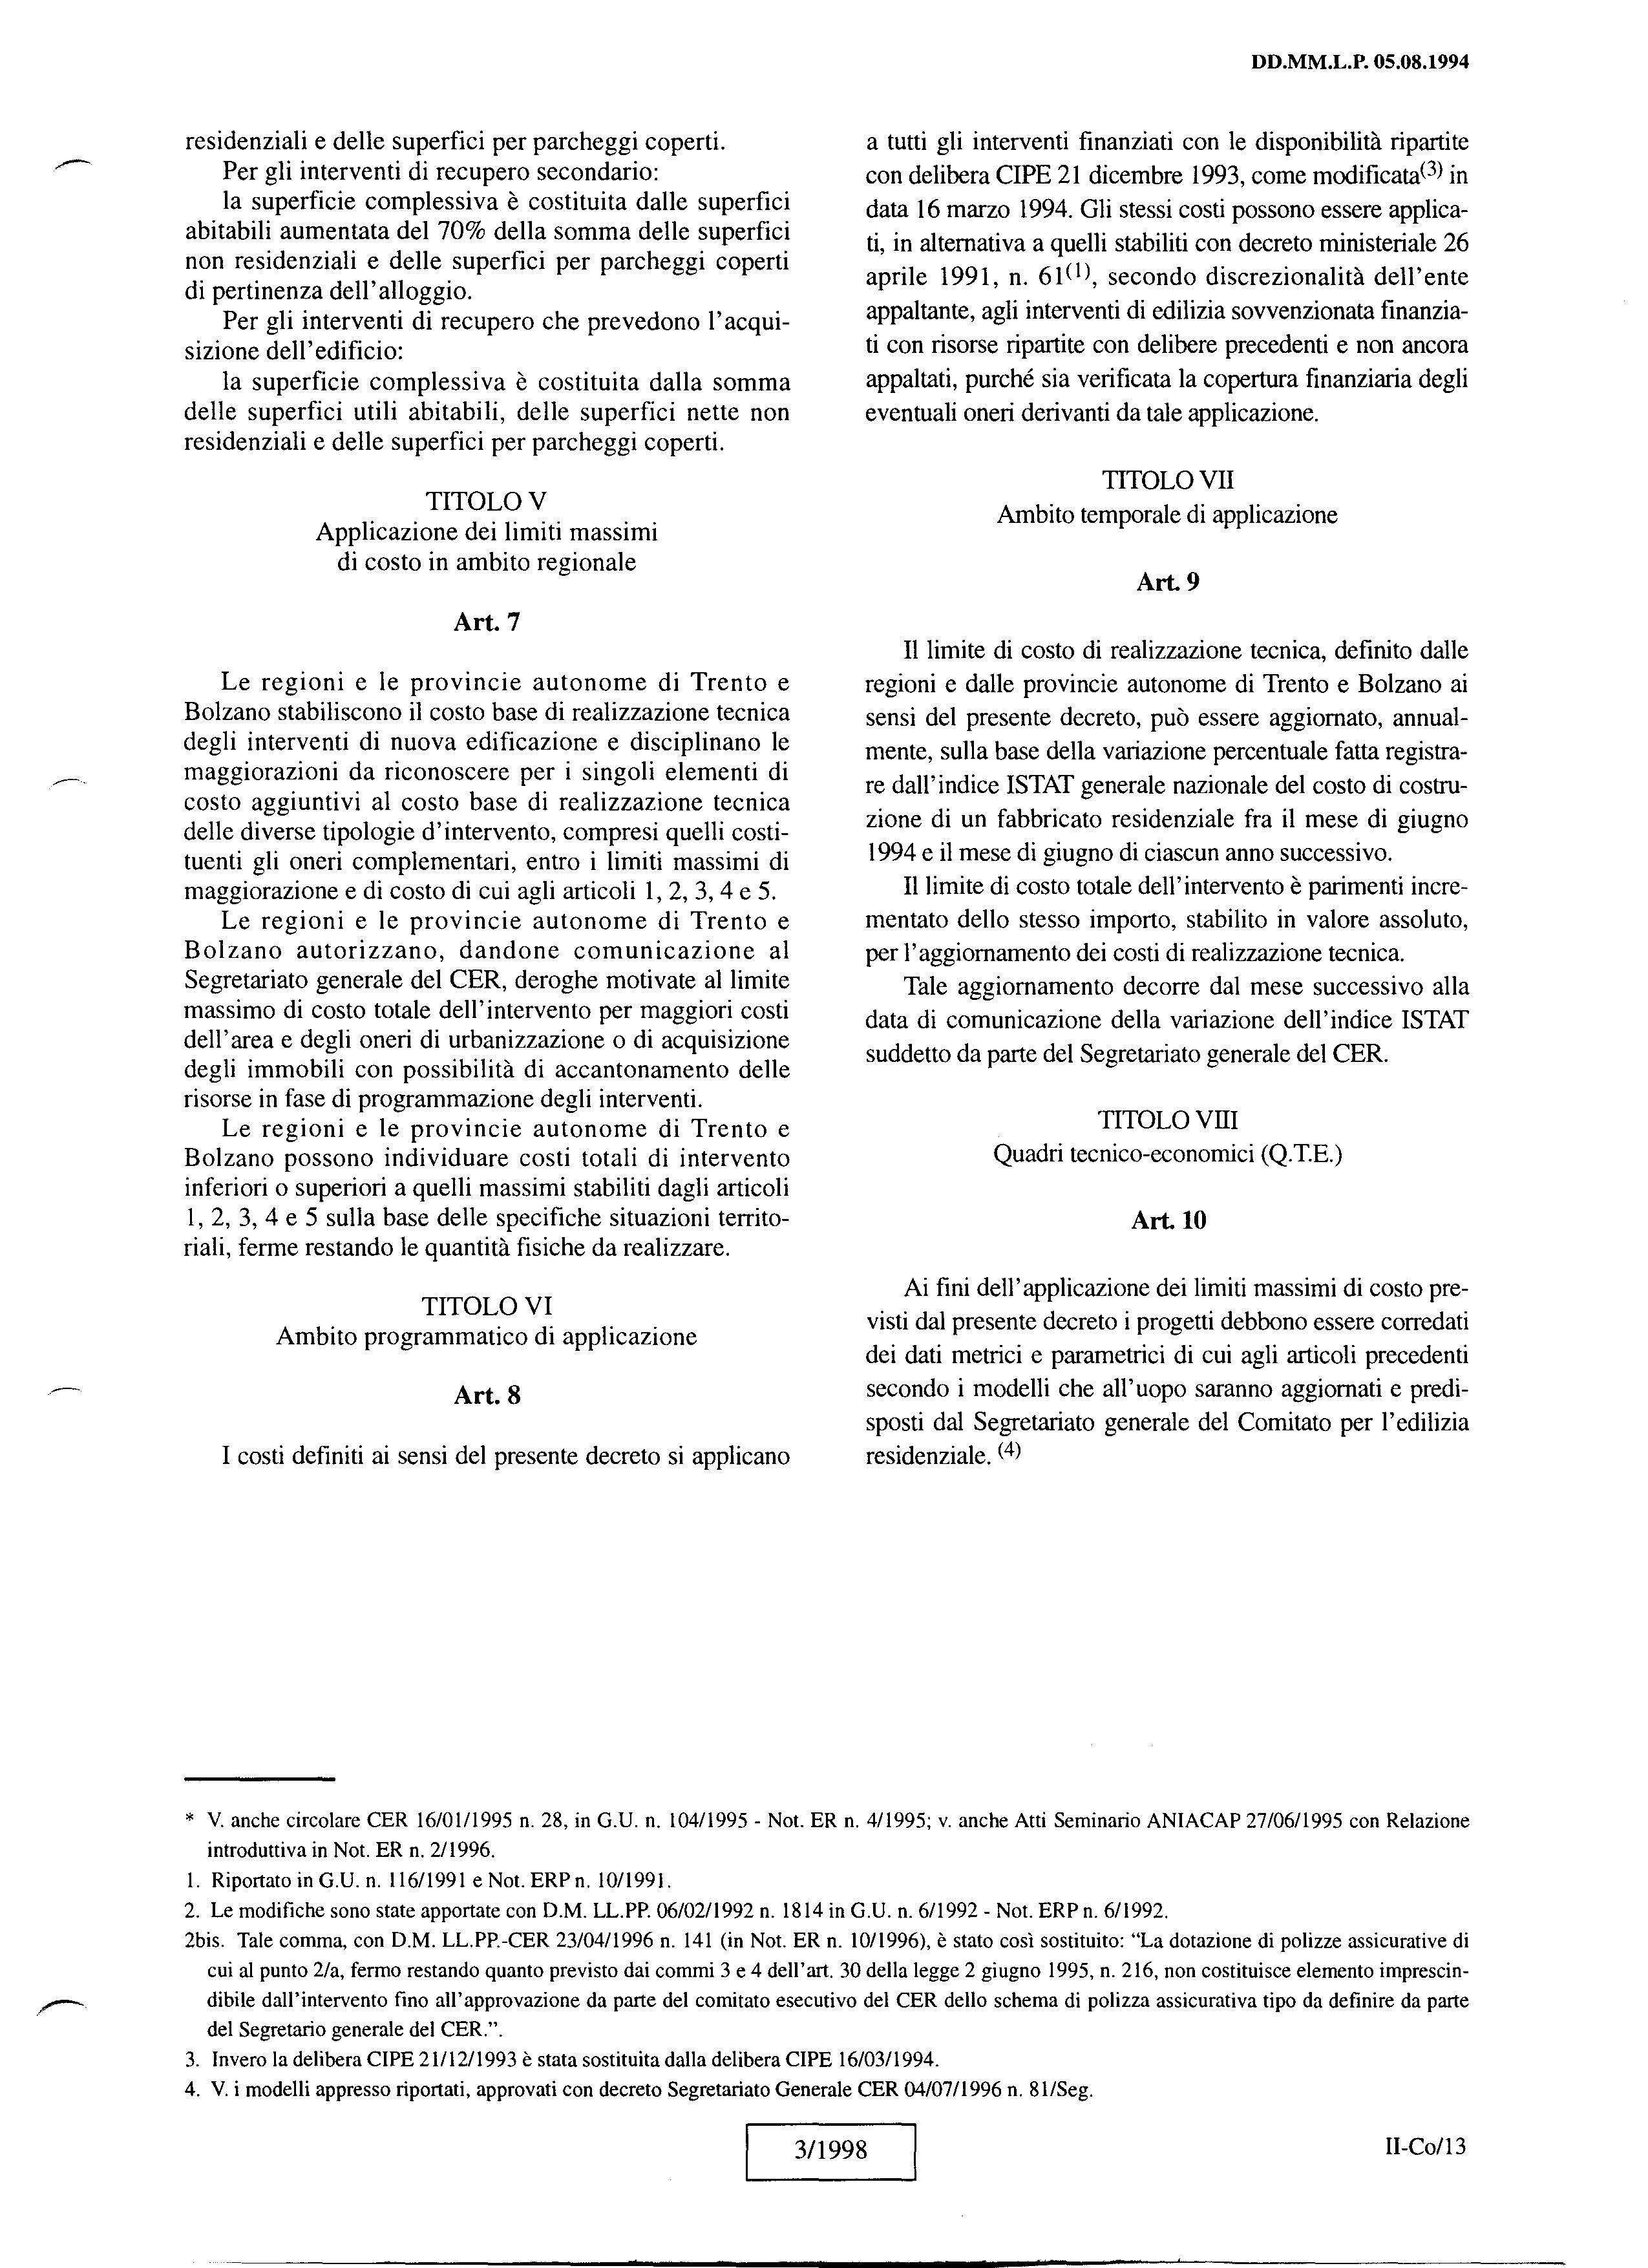 DD.MM.L.P. 05.08.1994
residenziali e delle superfici per parcheggi coperti.
Per gli interventi di recupero secondario:
la superficie complessiva è costituita dalle superfici
abitabili aumentata del 70% della somma delle superfici
non residenziali e delle superfici per parcheggi coperti
di pertinenza dell'alloggio.
Per gli interventi di recupero che prevedono l'acqui-
sizione dell'edificio:
la superficie complessiva è costituita dalla somma
delle superfici utili abitabili, delle superfici nette non
residenziali e delle superfici per parcheggi coperti.
TITOLO V
Applicazione dei limiti massimi
di costo in ambito regionale
Art. 7
Le regioni e le provincie autonome di Trento e
Bolzano stabiliscono il costo base di realizzazione tecnica
degli interventi di nuova edificazione e disciplinano le
maggiorazioni da riconoscere per i singoli elementi di
costo aggiuntivi al costo base di realizzazione tecnica
delle diverse tipologie d'intervento, compresi quelli costi-
tuenti gli oneri complementari, entro i limiti massimi di
maggiorazione e di costo di cui agli articoli 1, 2, 3, 4 e 5.
Le regioni e le provincie autonome di Trento e
Bolzano autorizzano, dandone comunicazione al
Segretariato generale del CER, deroghe motivate al limite
massimo di costo totale dell'intervento per maggiori costi
dell'area e degli oneri di urbanizzazione o di acquisizione
degli immobili con possibilità di accantonamento delle
risorse in fase di programmazione degli interventi.
Le regioni e le provincie autonome di Trento e
Bolzano possono individuare costi totali di intervento
inferiori o superiori a quelli massimi stabiliti dagli articoli
1, 2, 3, 4 e 5 sulla base delle specifiche situazioni territo-
riali, ferme restando le quantità fisiche da realizzare.
TITOLO VI
Ambito programmatico di applicazione
Art. 8
I costi definiti ai sensi del presente decreto si applicano
a tutti gli interventi finanziati con le disponibilità ripartite
con delibera CIPE 21 dicembre 1993, come modificata(3) in
data 16 marzo 1994. Gli stessi costi possono essere applica-
ti, in alternativa a quelli stabiliti con decreto ministeriale 26
aprile 1991, n. 61(1), secondo discrezionalità dell'ente
appaltante, agli interventi di edilizia sovvenzionata finanzia-
ti con risorse ripartite con delibere precedenti e non ancora
appaltati, purché sia verificata la copertura finanziaria degli
eventuali oneri derivanti da tale applicazione.
TITOLO VII
Ambito temporale di applicazione
Art. 9
Il limite di costo di realizzazione tecnica, definito dalle
regioni e dalle provincie autonome di Trento e Bolzano ai
sensi del presente decreto, può essere aggiornato, annual-
mente, sulla base della variazione percentuale fatta registra-
re dall'indice ISTAT generale nazionale del costo di costru-
zione di un fabbricato residenziale fra il mese di giugno
1994 e il mese di giugno di ciascun anno successivo.
Il limite di costo totale dell'intervento è parimenti incre-
mentato dello stesso importo, stabilito in valore assoluto,
per l'aggiornamento dei costi di realizzazione tecnica.
Tale aggiornamento decorre dal mese successivo alla
data di comunicazione della variazione dell'indice ISTAT
suddetto da parte del Segretariato generale del CER.
TITOLO VIII
Quadri tecnico-economici (Q.T.E.)
Art. 10
Ai fini dell'applicazione dei limiti massimi di costo pre-
visti dal presente decreto i progetti debbono essere corredati
dei dati metrici e parametrici di cui agli articoli precedenti
secondo i modelli che all'uopo saranno aggiornati e predi-
sposti dal Segretariato generale del Comitato per l'edilizia
residenziale. (4)
* V. anche circolare CER 16/01/1995 n. 28, in G.U. n. 104/1995 - Not. ER n. 4/1995; v. anche Atti Seminario ANIACAP 27/06/1995 con Relazione
introduttiva in Not. ER n. 2/1996.
1. Riportato in G.U. n. 116/1991 e Not. ERP n. 10/1991.
2. Le modifiche sono state apportate con D.M. LL.PP. 06/02/1992 n. 1814 in G.U. n. 6/1992 - Not. ERP n. 6/1992.
2bis. Tale comma, con D.M. LL.PP.-CER 23/04/1996 n. 141 (in Not. ER n. 10/1996), è stato così sostituito: “La dotazione di polizze assicurative di
cui al punto 2/a, fermo restando quanto previsto dai commi 3 e 4 dell'art. 30 della legge 2 giugno 1995, n. 216, non costituisce elemento imprescin-
dibile dall'intervento fino all'approvazione da parte del comitato esecutivo del CER dello schema di polizza assicurativa tipo da definire da parte
del Segretario generale del CER.”.
3. Invero la delibera CIPE 21/12/1993 è stata sostituita dalla delibera CIPE 16/03/1994.
4. V. i modelli appresso riportati, approvati con decreto Segretariato Generale CER 04/07/1996 n. 81/Seg.
3/1998
II-Co/13